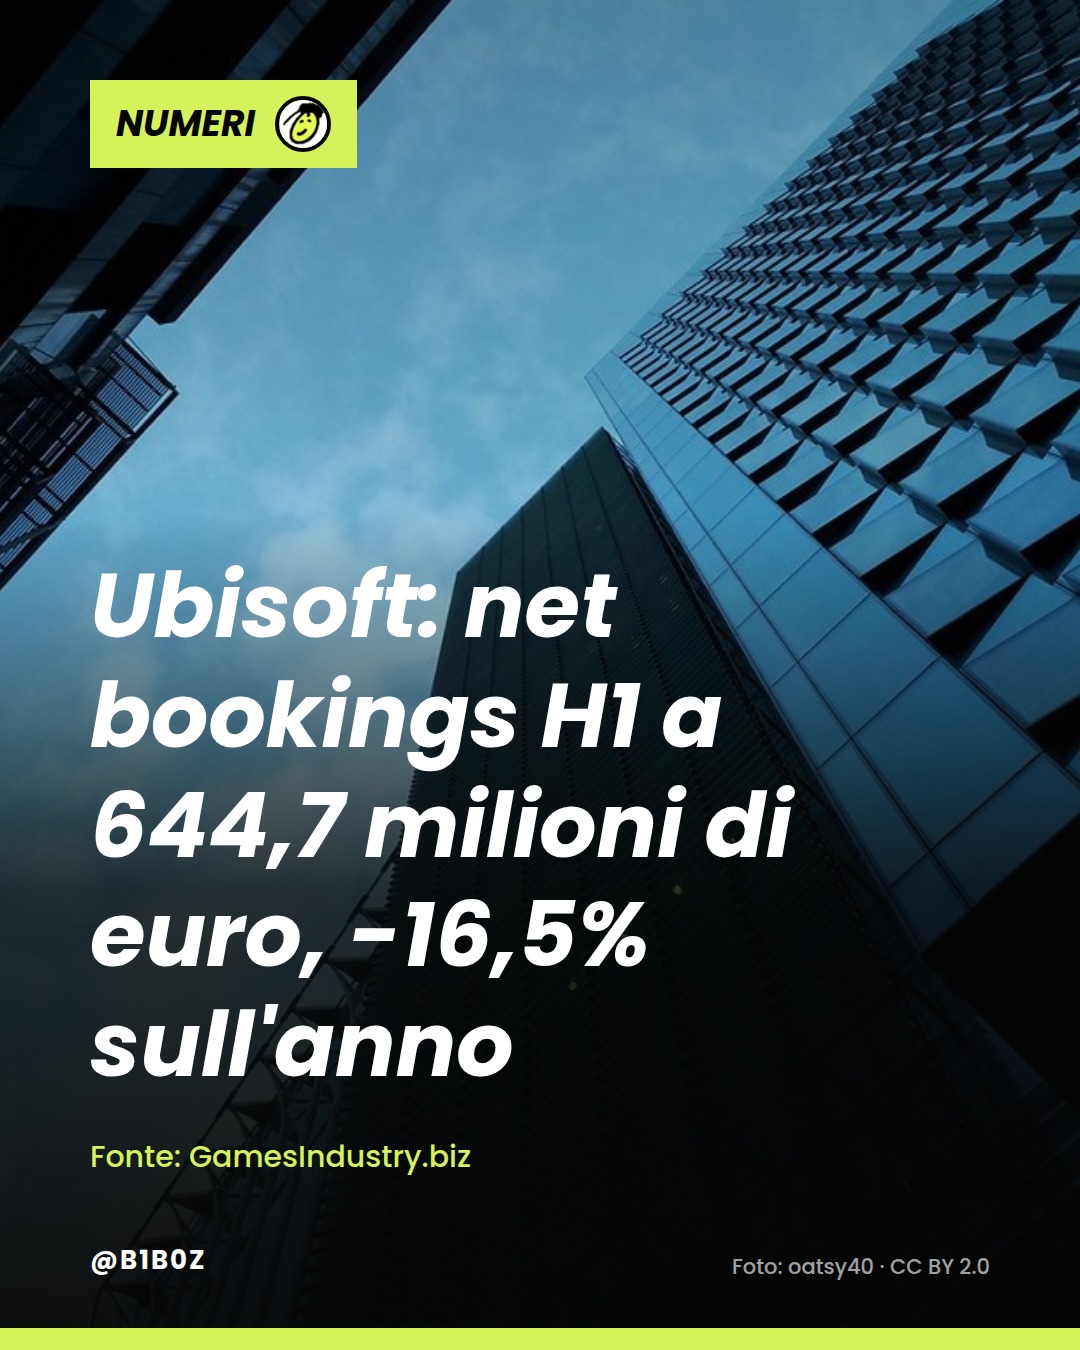 NUMERI
Ubisoft: net
bookings H1 a
644,7 milioni di
euro, -16,5%
sull'anno
Fonte: GamesIndustry.biz
@B1B0Z
Foto: oatsy40 · CC BY 2.0